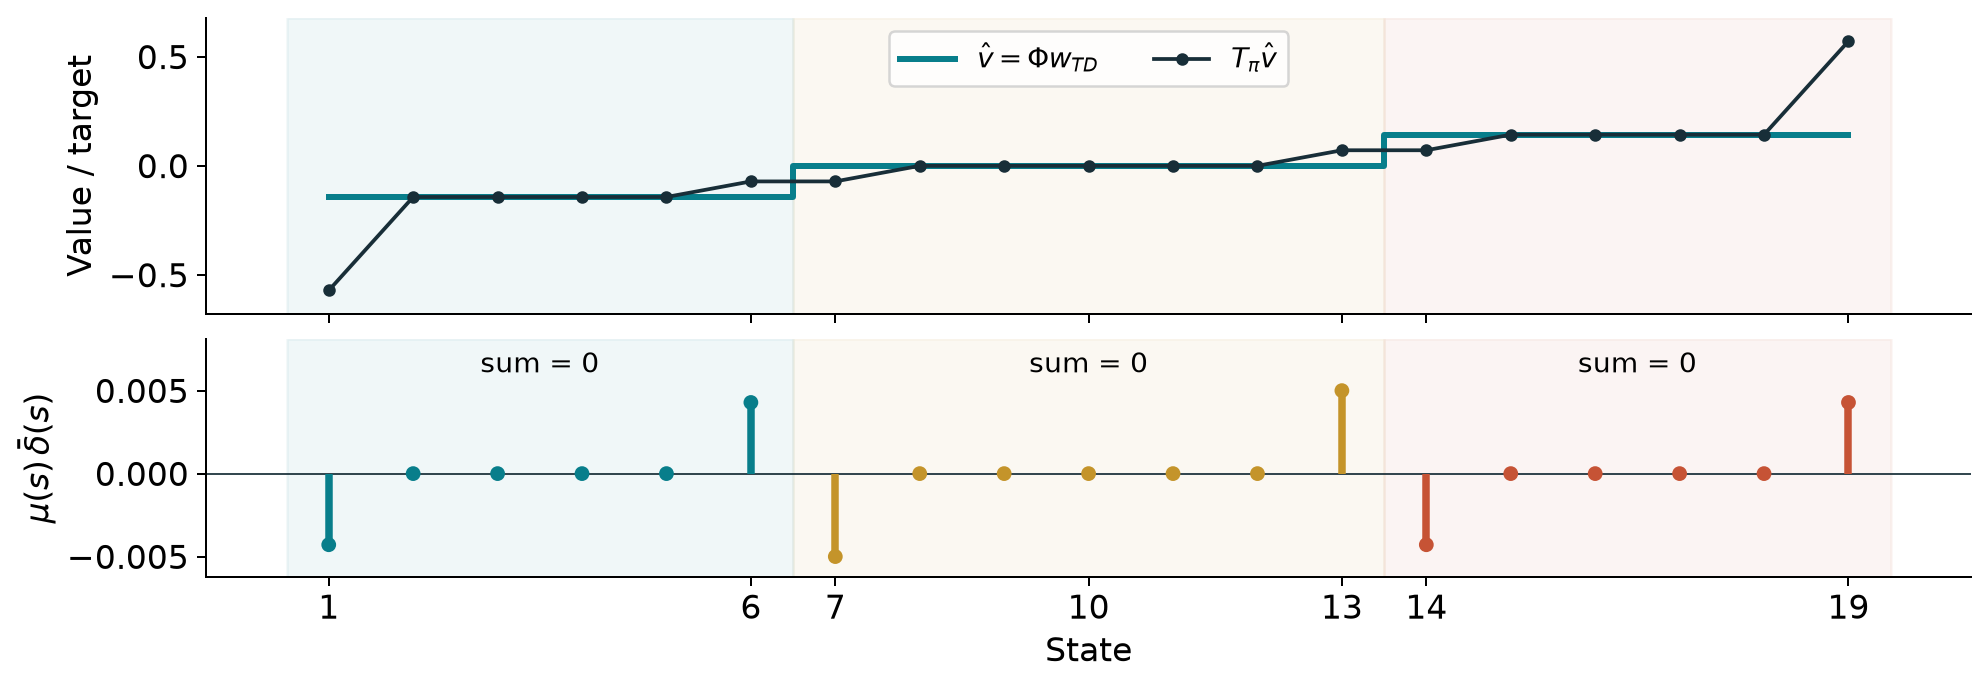 0.5
0.0
−0.5
Value / target
v̂ = Φw_TD
T_π v̂
sum = 0
sum = 0
sum = 0
0.005
0.000
−0.005
μ(s) δ̄(s)
1
6
7
10
13
14
19
State